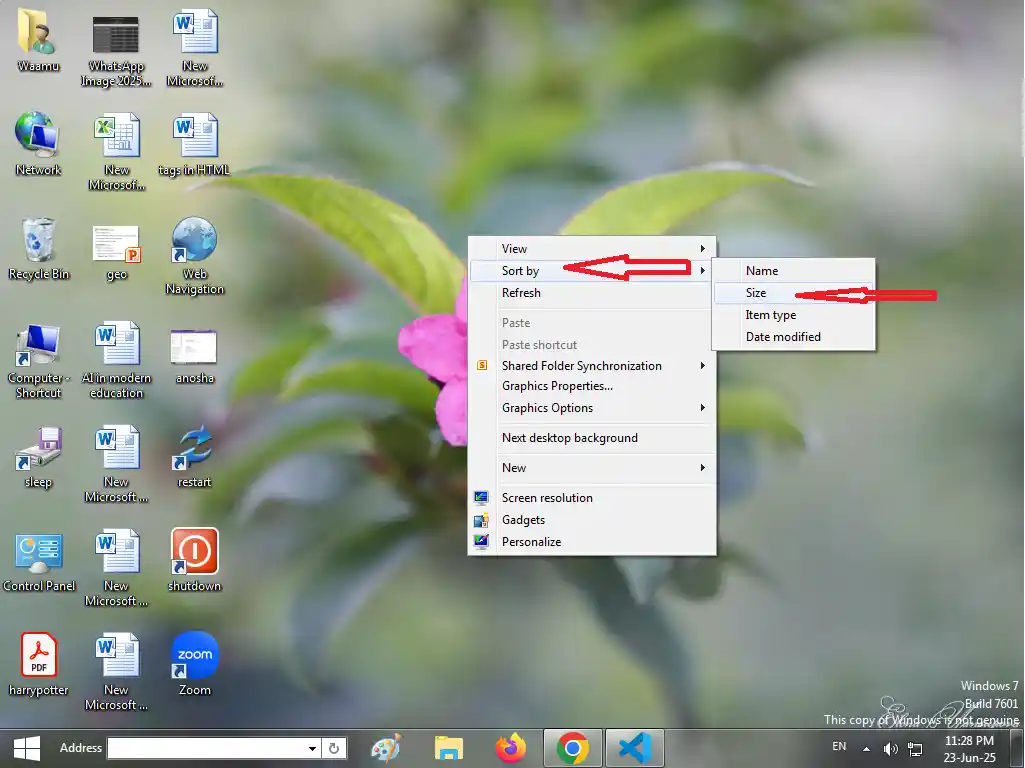 Waamu
WhatsApp
Image 2025...
New
Microsof...
Network
New
Microsof...
tags in HTML
Recycle Bin
geo
Web
Navigation
Computer -
Shortcut
AI in modern
education
anosha
sleep
New
Microsoft ...
restart
Control Panel
New
Microsoft ...
shutdown
PDF
harrypotter
New
Microsoft ...
zoom
Zoom
View
Sort by
Refresh
Paste
Paste shortcut
Shared Folder Synchronization
Graphics Properties...
Graphics Options
Next desktop background
New
Screen resolution
Gadgets
Personalize
Name
Size
Item type
Date modified
Windows 7
Build 7601
This copy of Windows is not genuine
Address
EN
11:28 PM
23-Jun-25